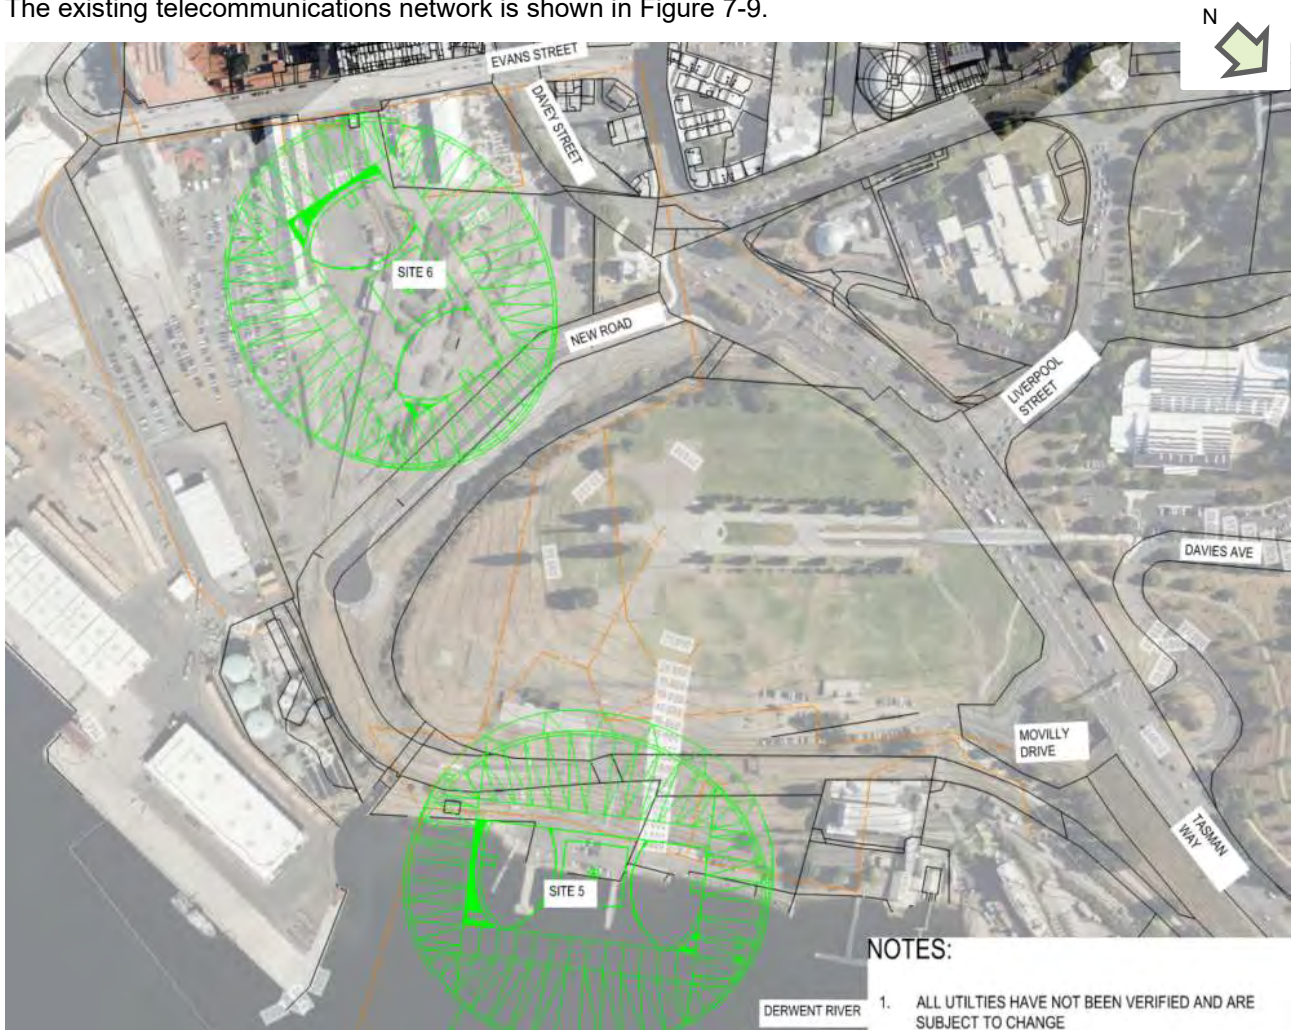 The existing telecommunications network is shown in Figure 7-9.
N
EVANS STREET
DAVEY STREET
SITE 6
NEW ROAD
LIVERPOOL
STREET
DAVIES AVE
MOVILLY
DRIVE
TASMAN
WAY
SITE 5
DERWENT RIVER
NOTES:
1. ALL UTILTIES HAVE NOT BEEN VERIFIED AND ARE
SUBJECT TO CHANGE